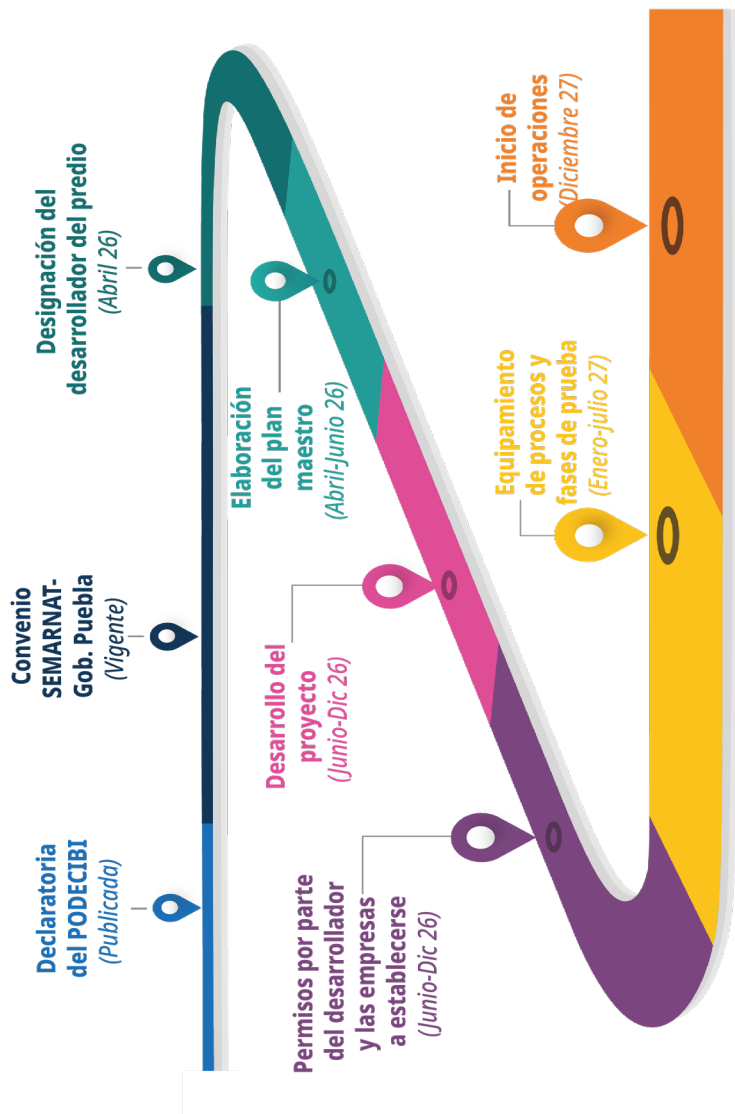 Declaratoria
del PODECIBI
(Publicada)
Convenio
SEMARNAT-
Gob. Puebla
(Vigente)
Designación del
desarrollador del predio
(Abril 26)
Elaboración
del plan
maestro
(Abril-Junio 26)
Desarrollo del
proyecto
(Junio-Dic 26)
Permisos por parte
del desarrollador
y las empresas
a establecerse
(Junio-Dic 26)
Equipamiento
de procesos y
fases de prueba
(Enero-julio 27)
Inicio de
operaciones
(Diciembre 27)